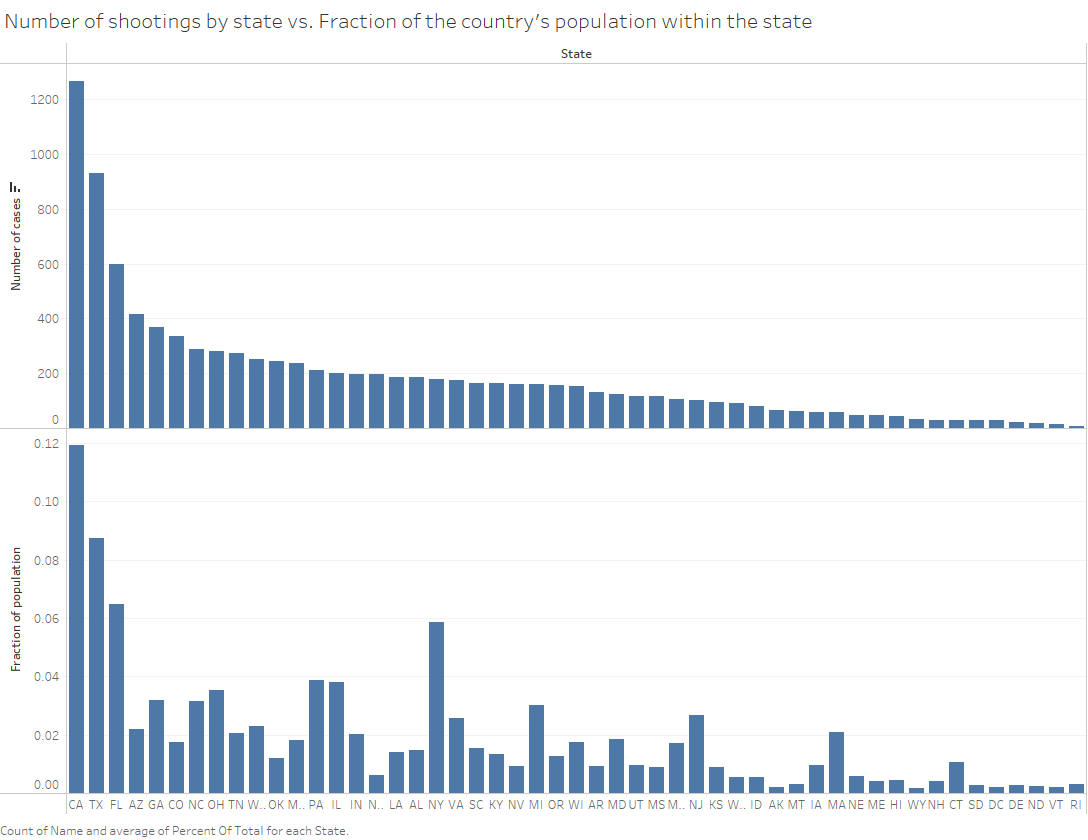 Number of shootings by state vs. Fraction of the country's population within the state
State
1200
1000
800
600
400
200
0
Number of cases
0.12
0.10
0.08
0.06
0.04
0.02
0.00
Fraction of population
CA TX FL AZ GA CO NC OH TN W.. OK M.. PA IL IN N.. LA AL NY VA SC KY NV MI OR WI AR MD UT MS M.. NJ KS W.. ID AK MT IA MA NE ME HI WY NH CT SD DC DE ND VT RI
Count of Name and average of Percent Of Total for each State.